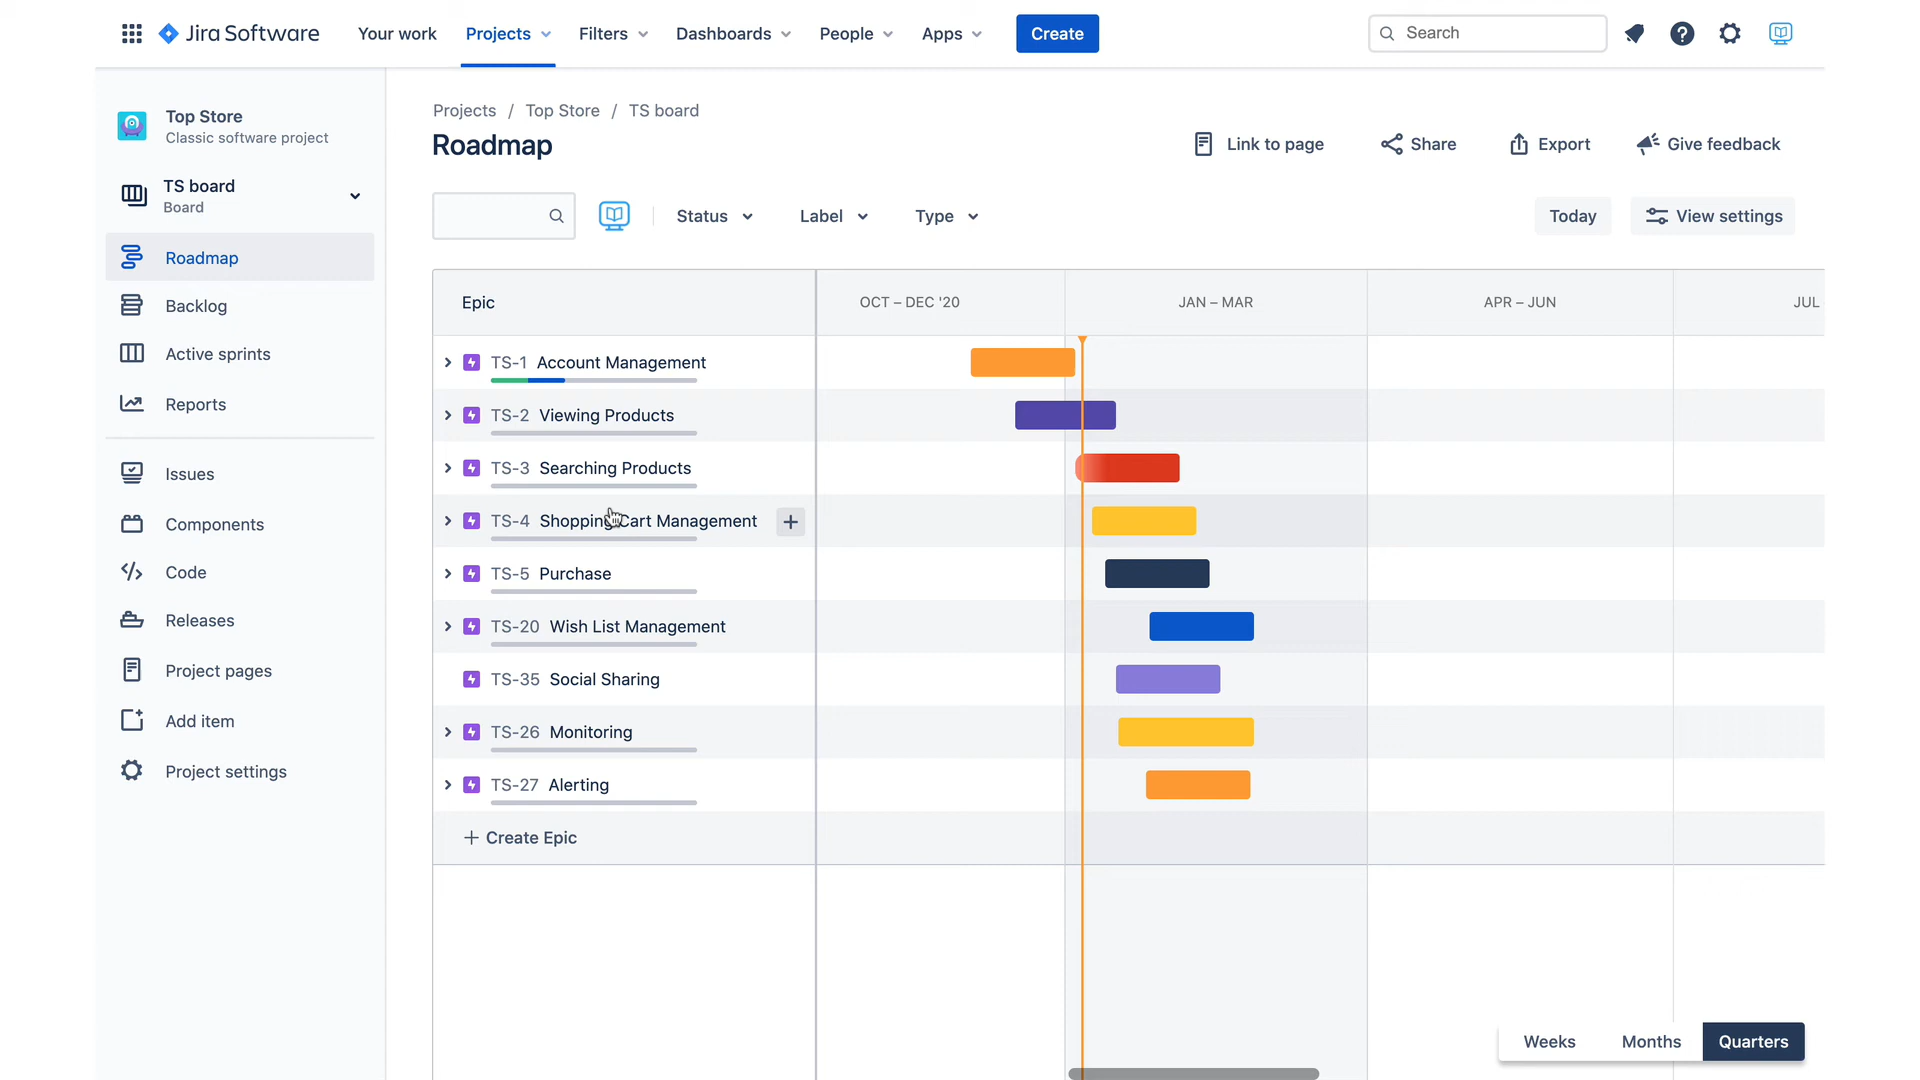 Jira Software
Your work
Projects
Filters
Dashboards
People
Apps
Create
Search
Top Store
Classic software project
TS board
Board
Roadmap
Backlog
Active sprints
Reports
Issues
Components
Code
Releases
Project pages
Add item
Project settings
Projects / Top Store / TS board
Roadmap
Link to page
Share
Export
Give feedback
Status
Label
Type
Today
View settings
Epic
OCT – DEC '20
JAN – MAR
APR – JUN
JUL
TS-1 Account Management
TS-2 Viewing Products
TS-3 Searching Products
TS-4 Shopping Cart Management
TS-5 Purchase
TS-20 Wish List Management
TS-35 Social Sharing
TS-26 Monitoring
TS-27 Alerting
+ Create Epic
Weeks
Months
Quarters